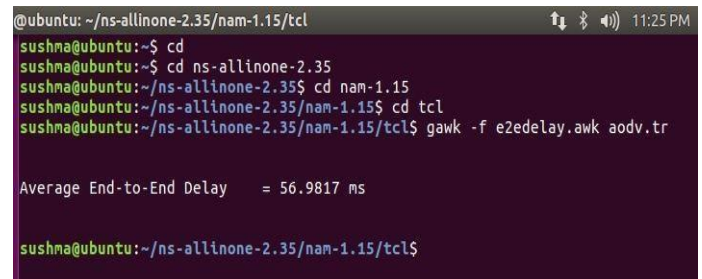 @ubuntu: ~/ns-allinone-2.35/nam-1.15/tcl 11:25 PM
sushma@ubuntu:~$ cd
sushma@ubuntu:~$ cd ns-allinone-2.35
sushma@ubuntu:~/ns-allinone-2.35$ cd nam-1.15
sushma@ubuntu:~/ns-allinone-2.35/nam-1.15$ cd tcl
sushma@ubuntu:~/ns-allinone-2.35/nam-1.15/tcl$ gawk -f e2edelay.awk aodv.tr
Average End-to-End Delay = 56.9817 ms
sushma@ubuntu:~/ns-allinone-2.35/nam-1.15/tcl$